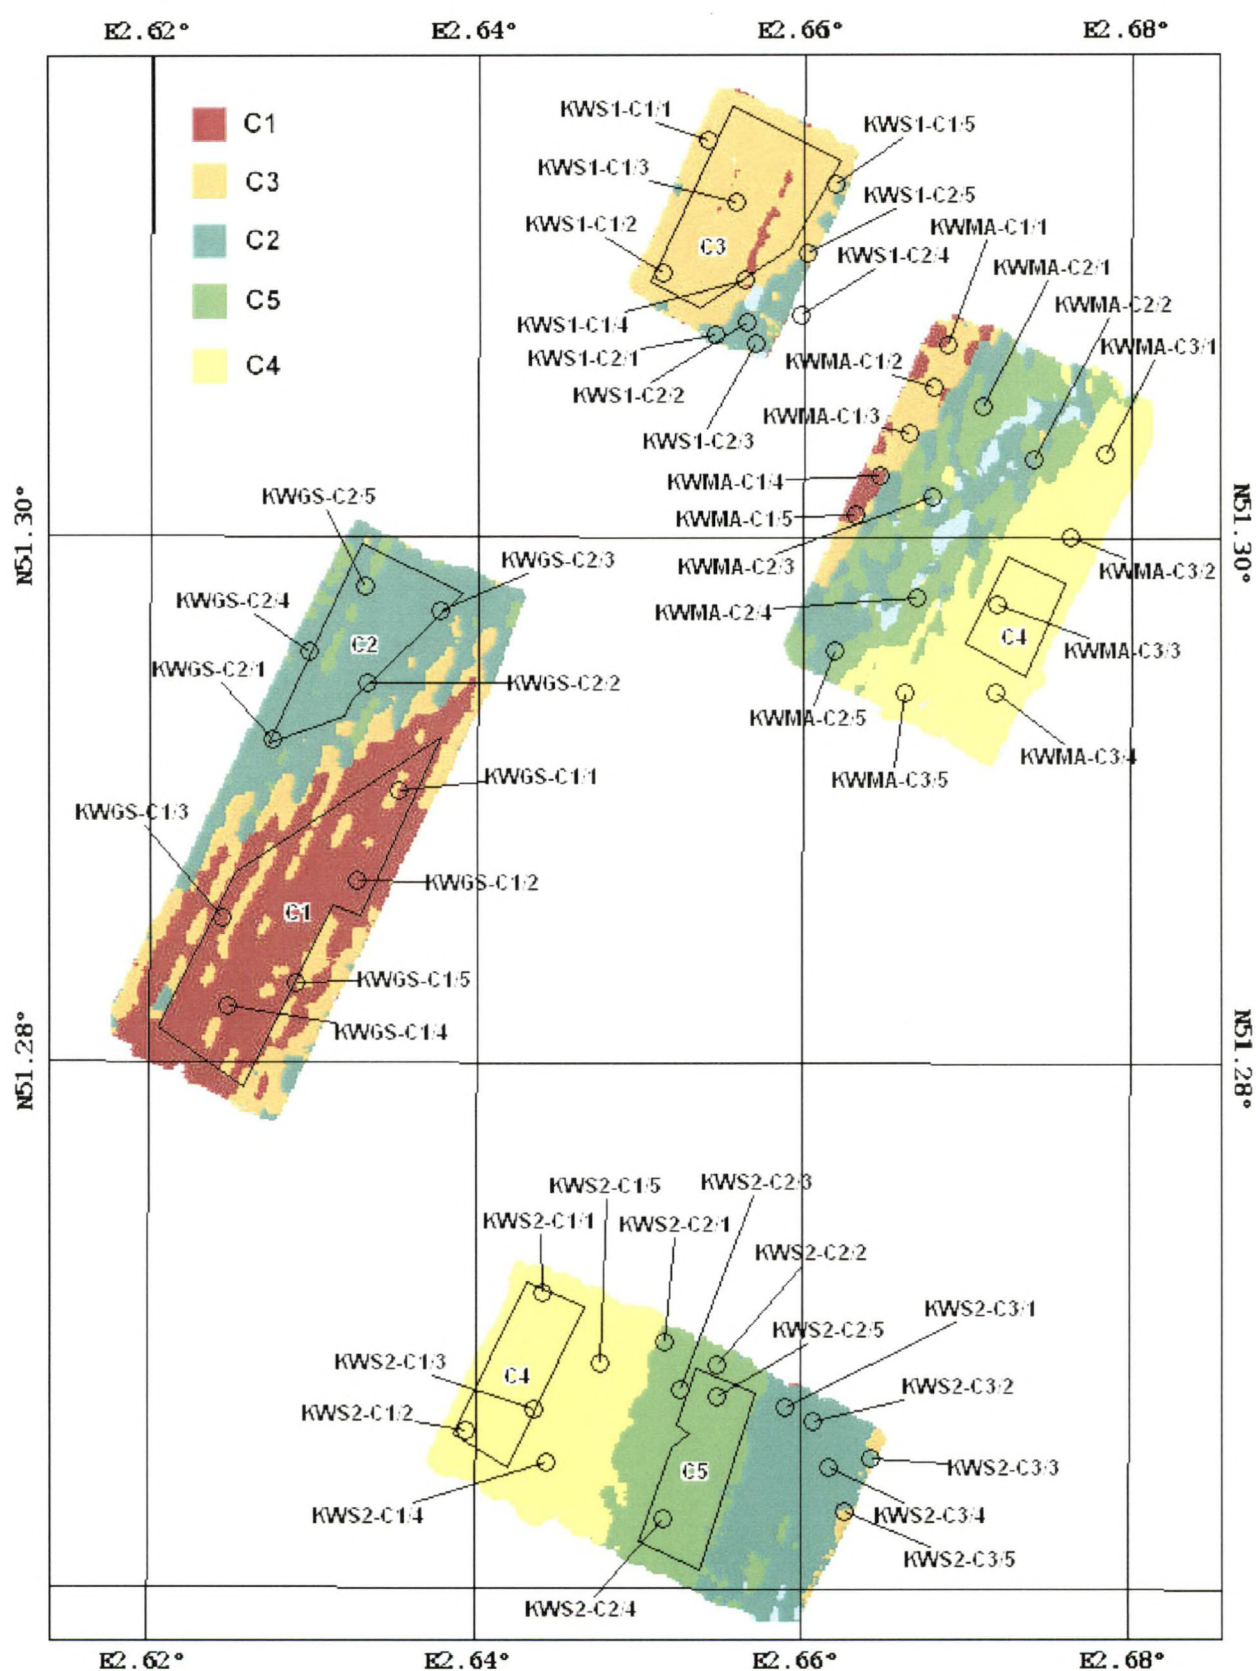 E2.62° E2.64° E2.66° E2.68°
C1
C3
C2
C5
C4
KWS1-C1/1
KWS1-C1/5
KWS1-C1/3
KWS1-C2/5
KWS1-C1/2
C3
KWMA-C1/1
KWS1-C2/4
KWMA-C2/1
KWMA-C2/2
KWS1-C1/4
KWS1-C2/1
KWMA-C3/1
KWMA-C1/2
KWS1-C2/2
KWMA-C1/3
KWS1-C2/3
KWMA-C1/4
KWGS-C2/5
KWMA-C1/5
N51.30°
N51.30°
KWGS-C2/3
KWMA-C2/3
KWMA-C3/2
KWGS-C2/4
KWMA-C2/4
C4
C2
KWMA-C3/3
KWGS-C2/1
KWGS-C2/2
KWMA-C2/5
KWMA-C3/4
KWGS-C1/1
KWMA-C3/5
KWGS-C1/3
KWGS-C1/2
C1
KWGS-C1/5
KWGS-C1/4
N51.28°
N51.28°
KWS2-C2/3
KWS2-C1/5
KWS2-C1/1
KWS2-C2/1
KWS2-C2/2
KWS2-C3/1
KWS2-C2/5
KWS2-C1/3
C4
KWS2-C3/2
KWS2-C1/2
C5
KWS2-C3/3
KWS2-C1/4
KWS2-C3/4
KWS2-C3/5
KWS2-C2/4
E2.62° E2.64° E2.66° E2.68°